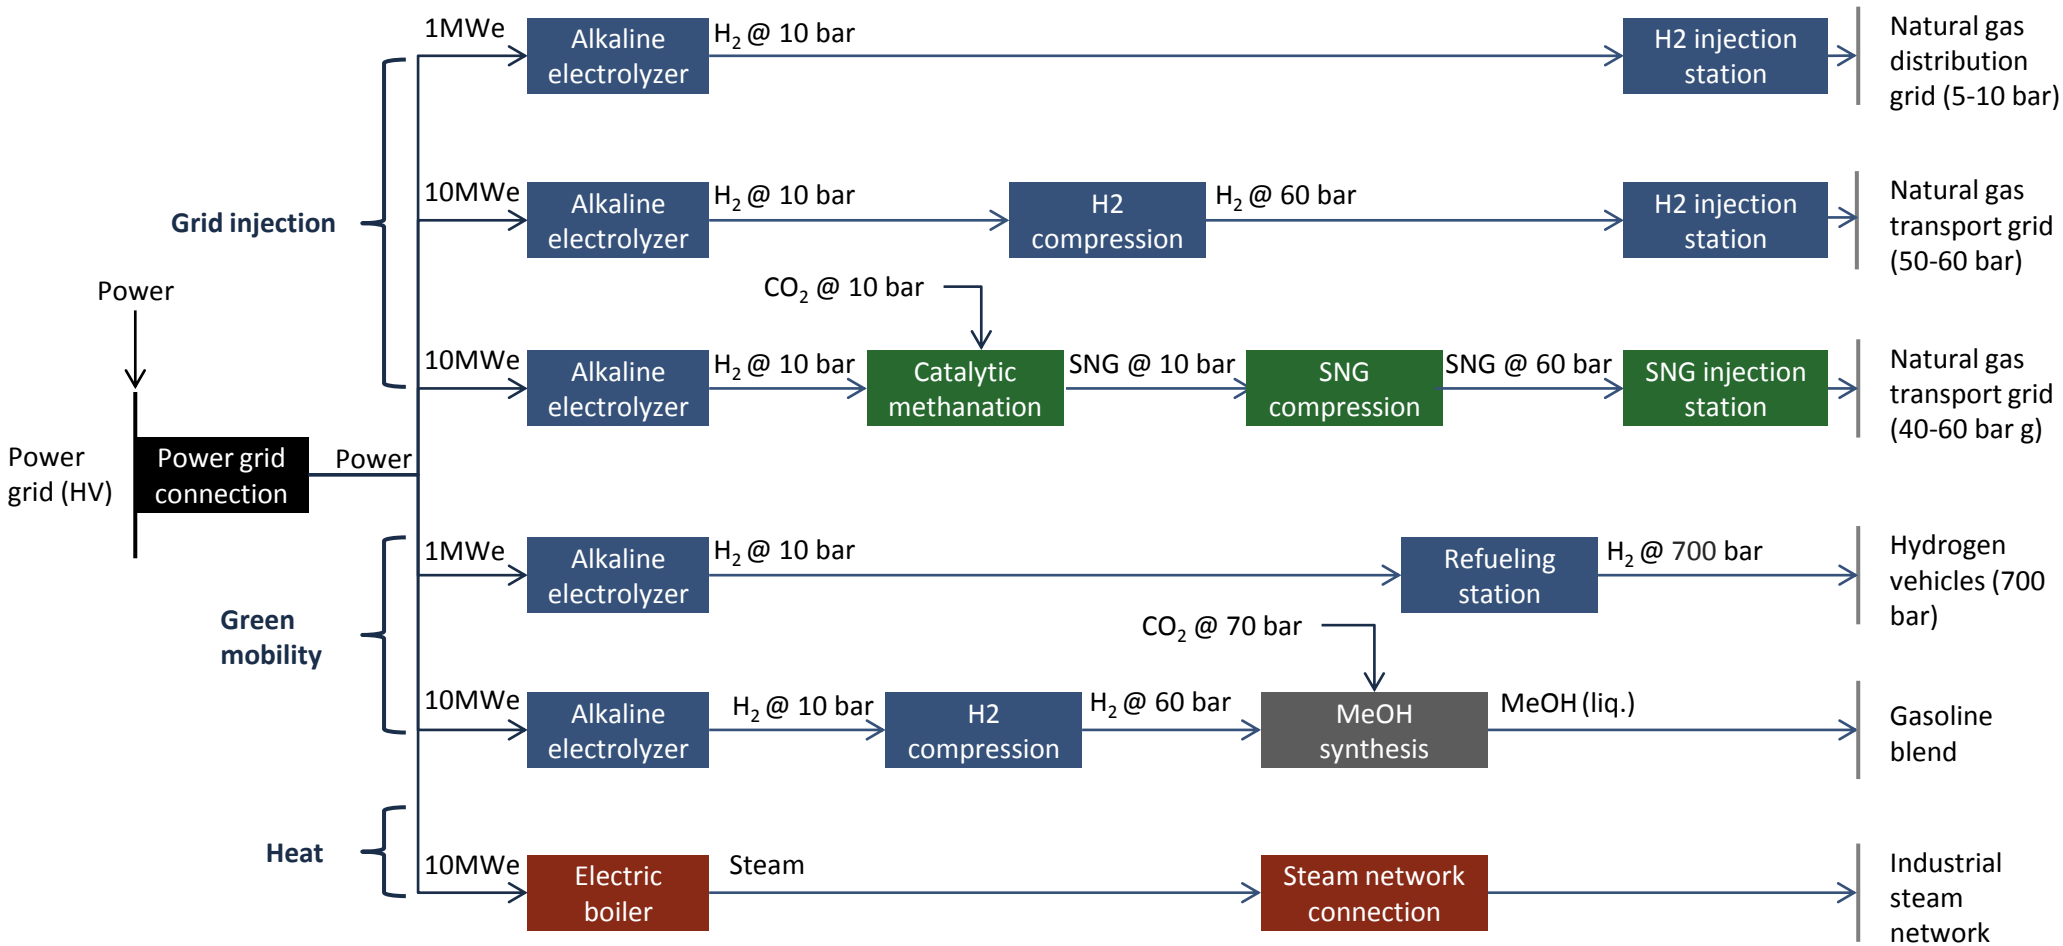 1MWe
Alkaline
electrolyzer
H₂ @ 10 bar
H2 injection
station
Natural gas
distribution
grid (5-10 bar)
Grid injection
10MWe
Alkaline
electrolyzer
H₂ @ 10 bar
H2
compression
H₂ @ 60 bar
H2 injection
station
Natural gas
transport grid
(50-60 bar)
CO₂ @ 10 bar
10MWe
Alkaline
electrolyzer
H₂ @ 10 bar
Catalytic
methanation
SNG @ 10 bar
SNG
compression
SNG @ 60 bar
SNG injection
station
Natural gas
transport grid
(40-60 bar g)
Power
Power
grid (HV)
Power grid
connection
Power
Green
mobility
1MWe
Alkaline
electrolyzer
H₂ @ 10 bar
Refueling
station
H₂ @ 700 bar
Hydrogen
vehicles (700
bar)
CO₂ @ 70 bar
10MWe
Alkaline
electrolyzer
H₂ @ 10 bar
H2
compression
H₂ @ 60 bar
MeOH
synthesis
MeOH (liq.)
Gasoline
blend
Heat
10MWe
Electric
boiler
Steam
Steam network
connection
Industrial
steam
network